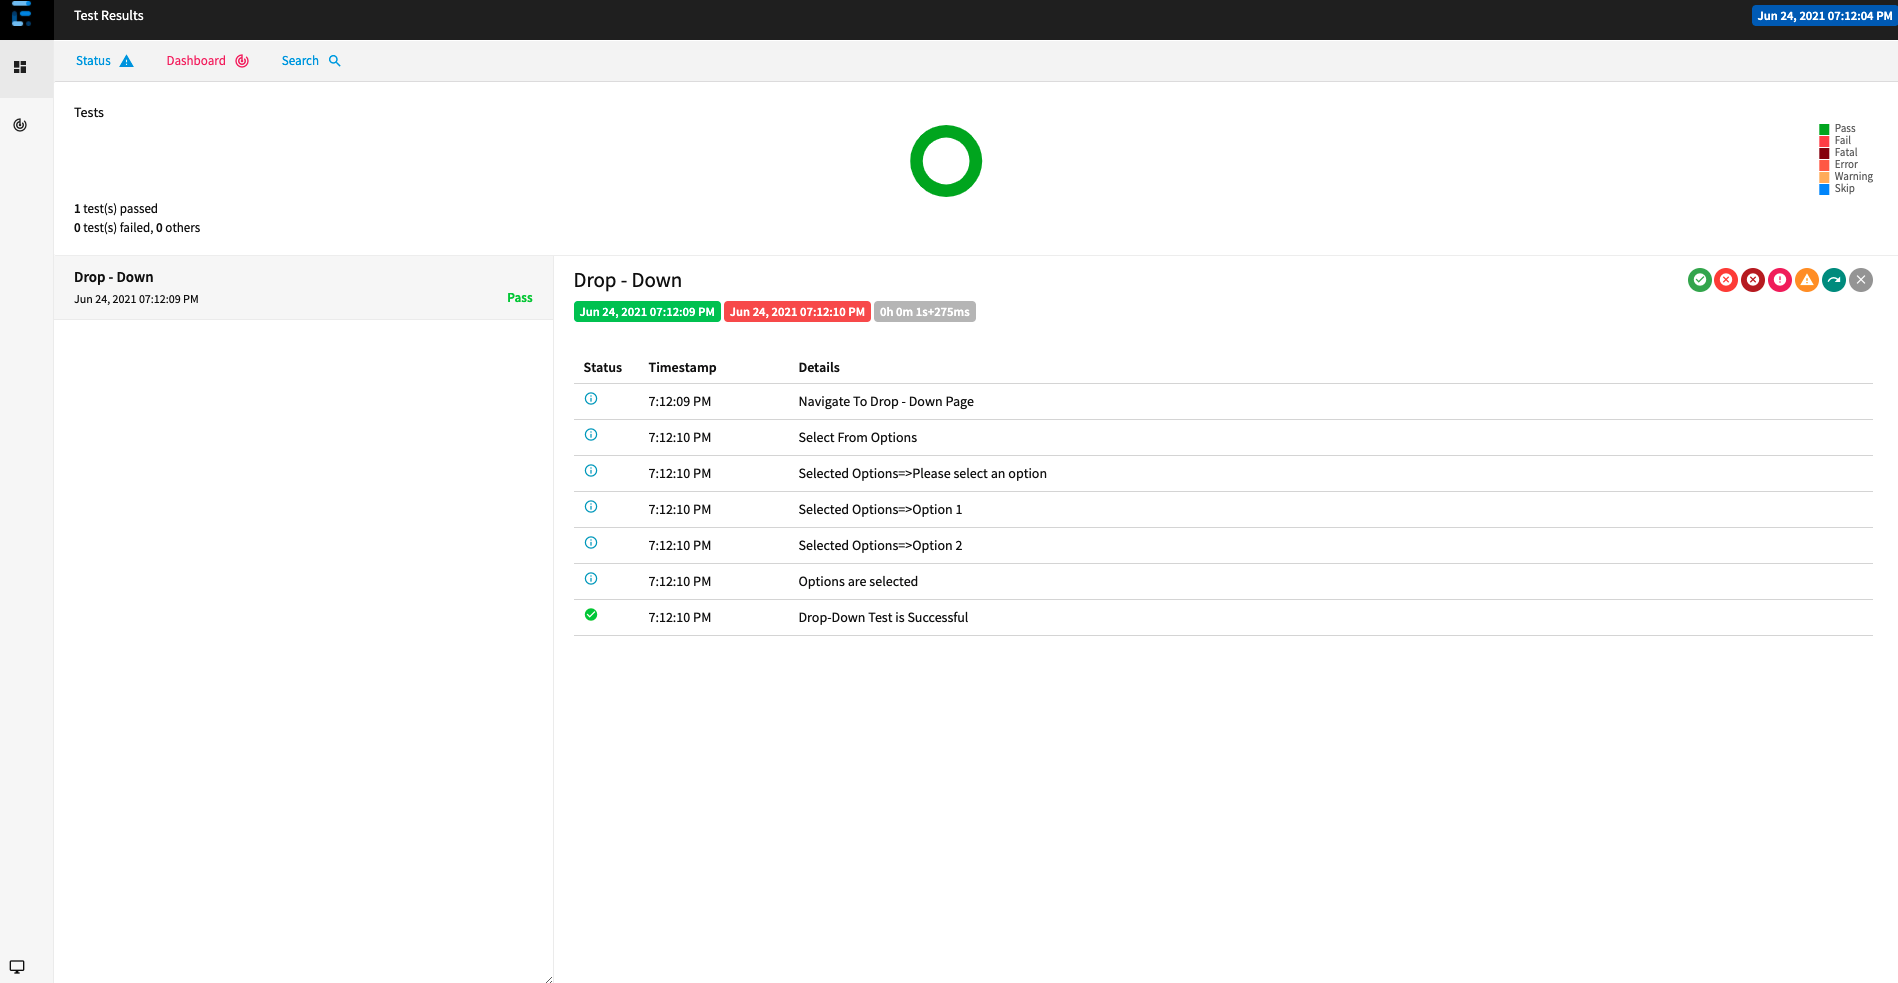 Test Results
Jun 24, 2021 07:12:04 PM
Status
Dashboard
Search
Tests
Pass
Fail
Fatal
Error
Warning
Skip
1 test(s) passed
0 test(s) failed, 0 others
Drop - Down
Jun 24, 2021 07:12:09 PM
Pass
Drop - Down
Jun 24, 2021 07:12:09 PM Jun 24, 2021 07:12:10 PM 0h 0m 1s+275ms
Status Timestamp Details
7:12:09 PM Navigate To Drop - Down Page
7:12:10 PM Select From Options
7:12:10 PM Selected Options=>Please select an option
7:12:10 PM Selected Options=>Option 1
7:12:10 PM Selected Options=>Option 2
7:12:10 PM Options are selected
7:12:10 PM Drop-Down Test is Successful